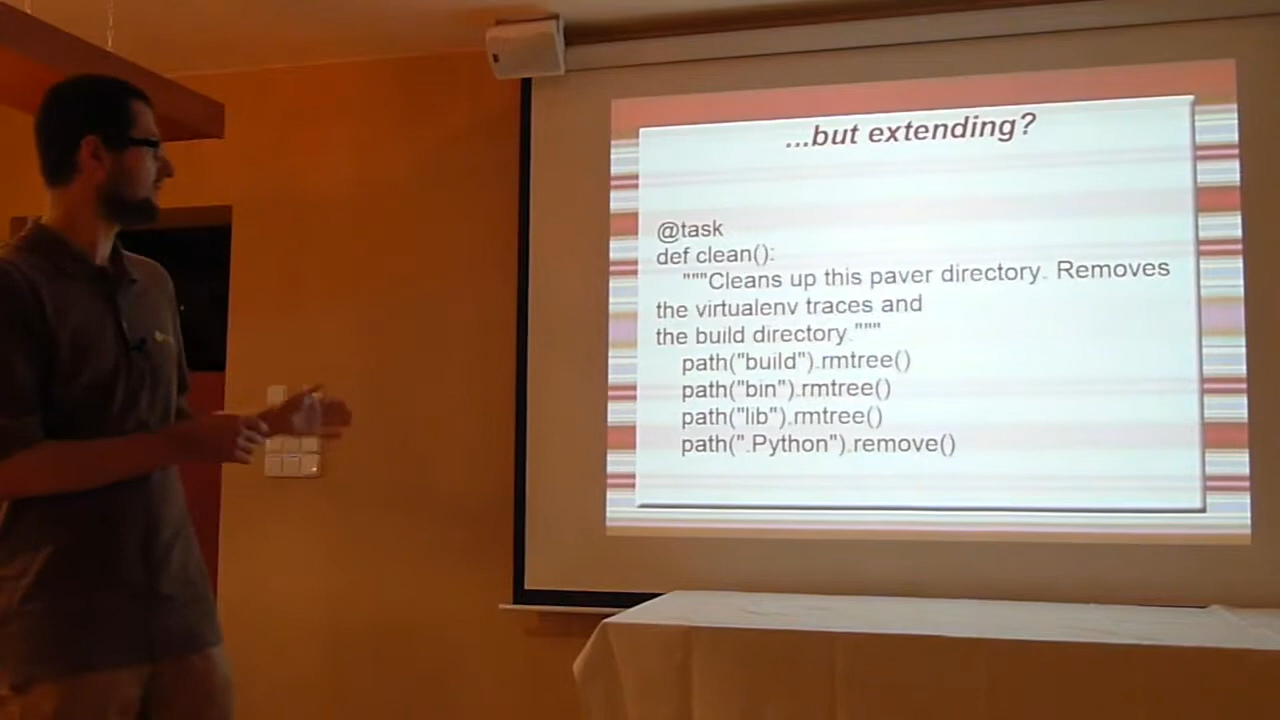 ...but extending?
@task
def clean():
"""Cleans up this paver directory. Removes
the virtualenv traces and
the build directory."""
path("build").rmtree()
path("bin").rmtree()
path("lib").rmtree()
path(".Python").remove()